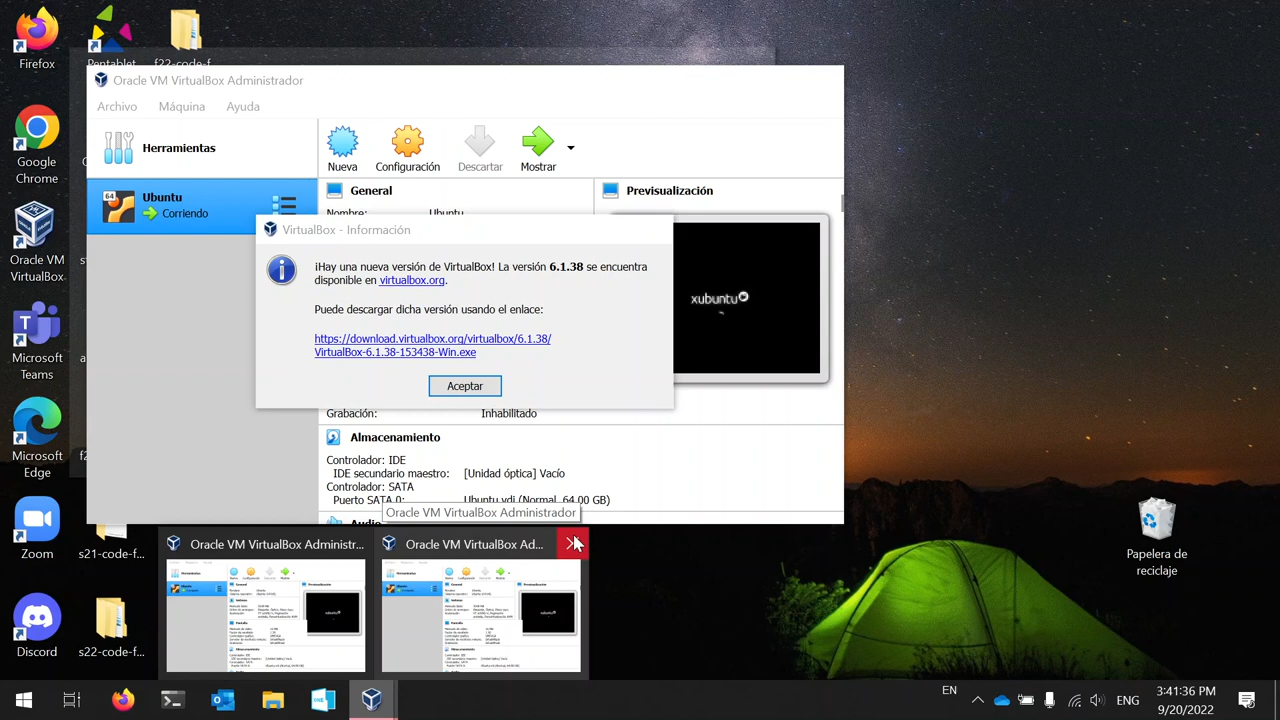 Firefox
Pentablet
f22-code-f
Oracle VM VirtualBox Administrador
Archivo Máquina Ayuda
Herramientas
Nueva
Configuración
Descartar
Mostrar
Google
Chrome
64
Ubuntu
Corriendo
General
Nombre: Ubuntu
Previsualización
xubuntu
VirtualBox - Información
¡Hay una nueva versión de VirtualBox! La versión 6.1.38 se encuentra
disponible en virtualbox.org.
Puede descargar dicha versión usando el enlace:
https://download.virtualbox.org/virtualbox/6.1.38/
VirtualBox-6.1.38-153438-Win.exe
Aceptar
Oracle VM
VirtualBox
Microsoft
Teams
Grabación: Inhabilitado
Almacenamiento
Controlador: IDE
IDE secundario maestro: [Unidad óptica] Vacío
Controlador: SATA
Puerto SATA 0: Ubuntu.vdi (Normal, 64.00 GB)
Audio
Oracle VM VirtualBox Administrador
Microsoft
Edge
Zoom
s21-code-f...
Discord
s22-code-f...
Oracle VM VirtualBox Administr...
Oracle VM VirtualBox Ad...
Papelera de
reciclaje
EN
ENG
3:41:36 PM
9/20/2022